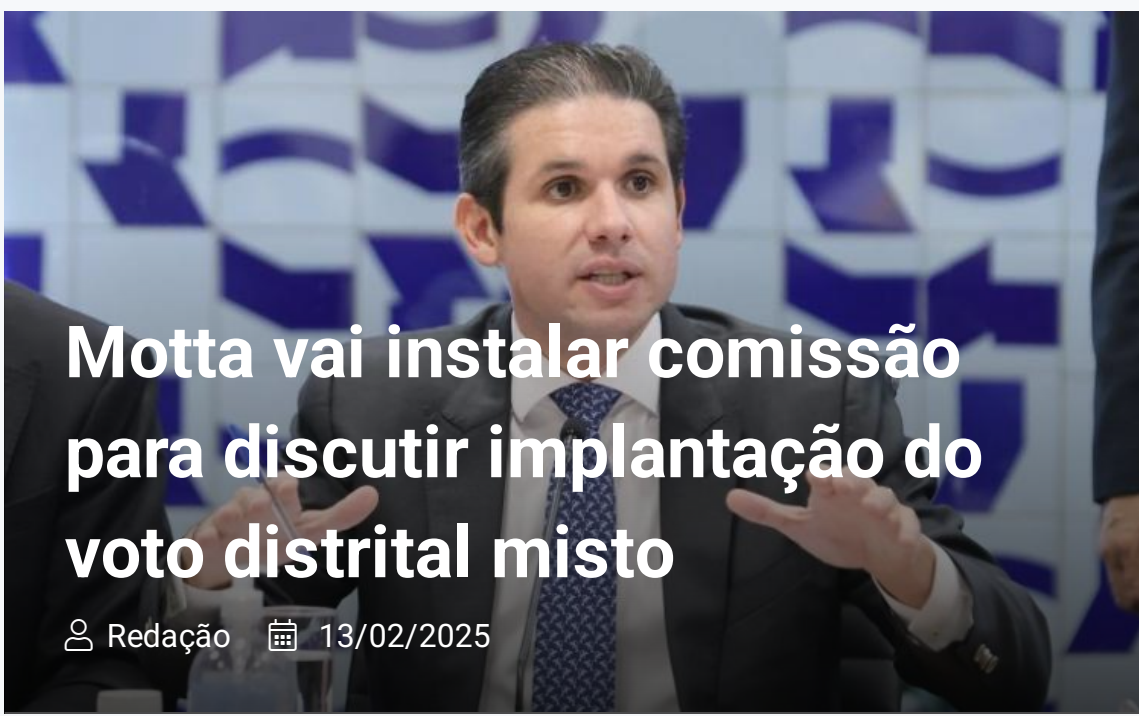 Motta vai instalar comissão
para discutir implantação do
voto distrital misto
Redação 13/02/2025